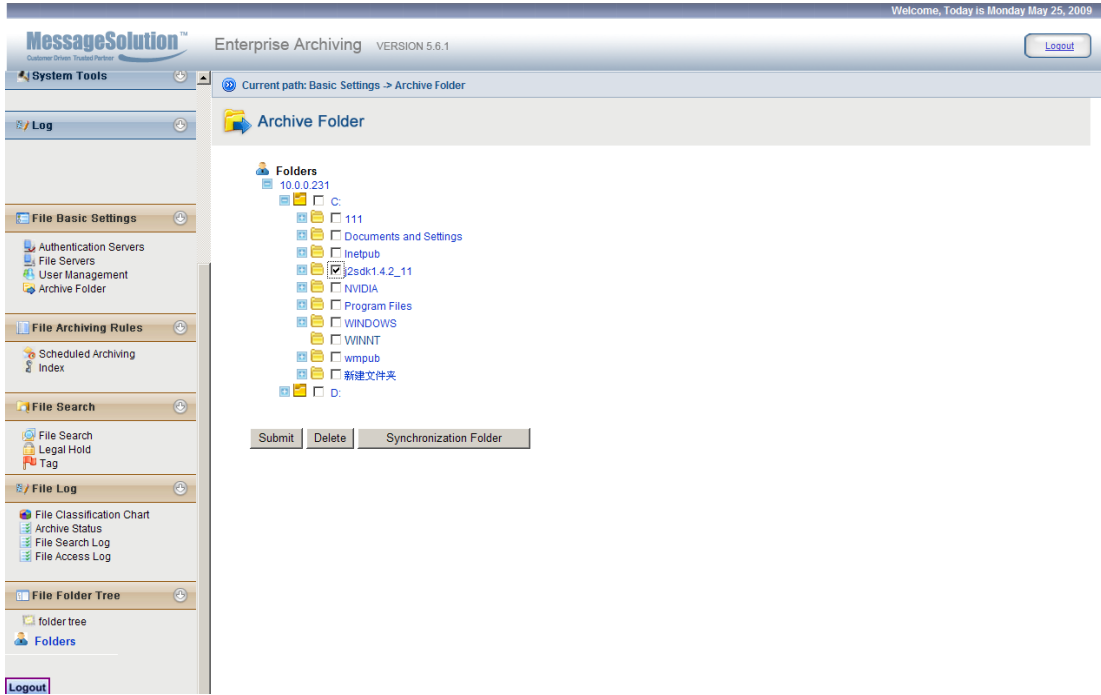 Welcome, Today is Monday May 25, 2009
MessageSolution™
Customer Driven Trusted Partner
Enterprise Archiving VERSION 5.6.1
Logout
System Tools
Log
File Basic Settings
Authentication Servers
File Servers
User Management
Archive Folder
File Archiving Rules
Scheduled Archiving
Index
File Search
File Search
Legal Hold
Tag
File Log
File Classification Chart
Archive Status
File Search Log
File Access Log
File Folder Tree
folder tree
Folders
Logout
Current path: Basic Settings -> Archive Folder
Archive Folder
Folders
10.0.0.231
C:
111
Documents and Settings
Inetpub
j2sdk1.4.2_11
NVIDIA
Program Files
WINDOWS
WINNT
wmpub
新建文件夹
D:
Submit Delete Synchronization Folder